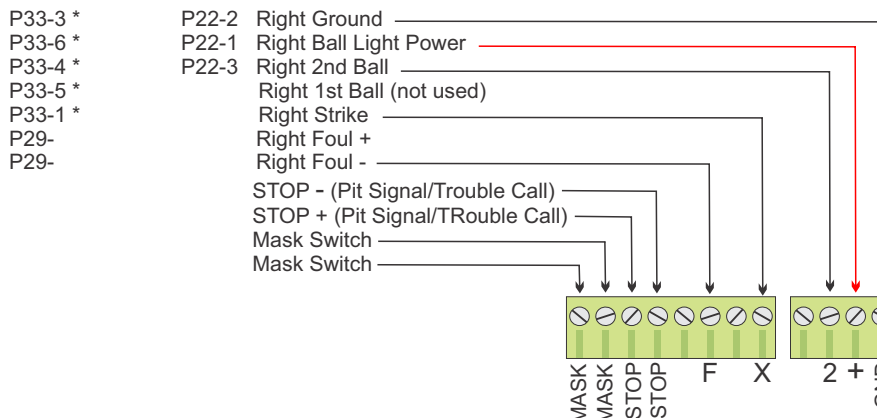 P33-3 * P22-2 Right Ground
P33-6 * P22-1 Right Ball Light Power
P33-4 * P22-3 Right 2nd Ball
P33-5 * Right 1st Ball (not used)
P33-1 * Right Strike
P29- Right Foul +
P29- Right Foul -
STOP - (Pit Signal/Trouble Call)
STOP + (Pit Signal/TRouble Call)
Mask Switch
Mask Switch
MASK
MASK
STOP
STOP
F
X
2
+
GND